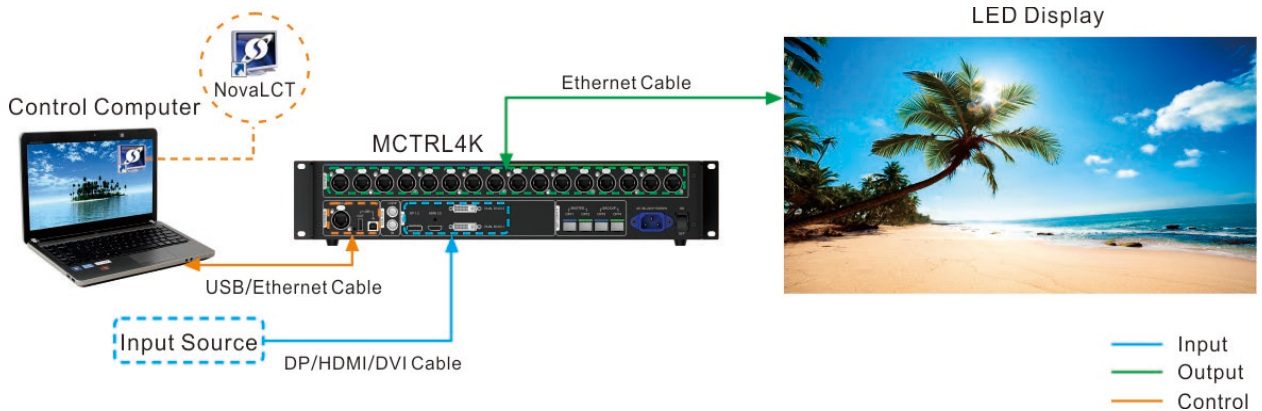 LED Display
NovaLCT
Ethernet Cable
Control Computer
MCTRL4K
USB/Ethernet Cable
Input Source
DP/HDMI/DVI Cable
Input
Output
Control